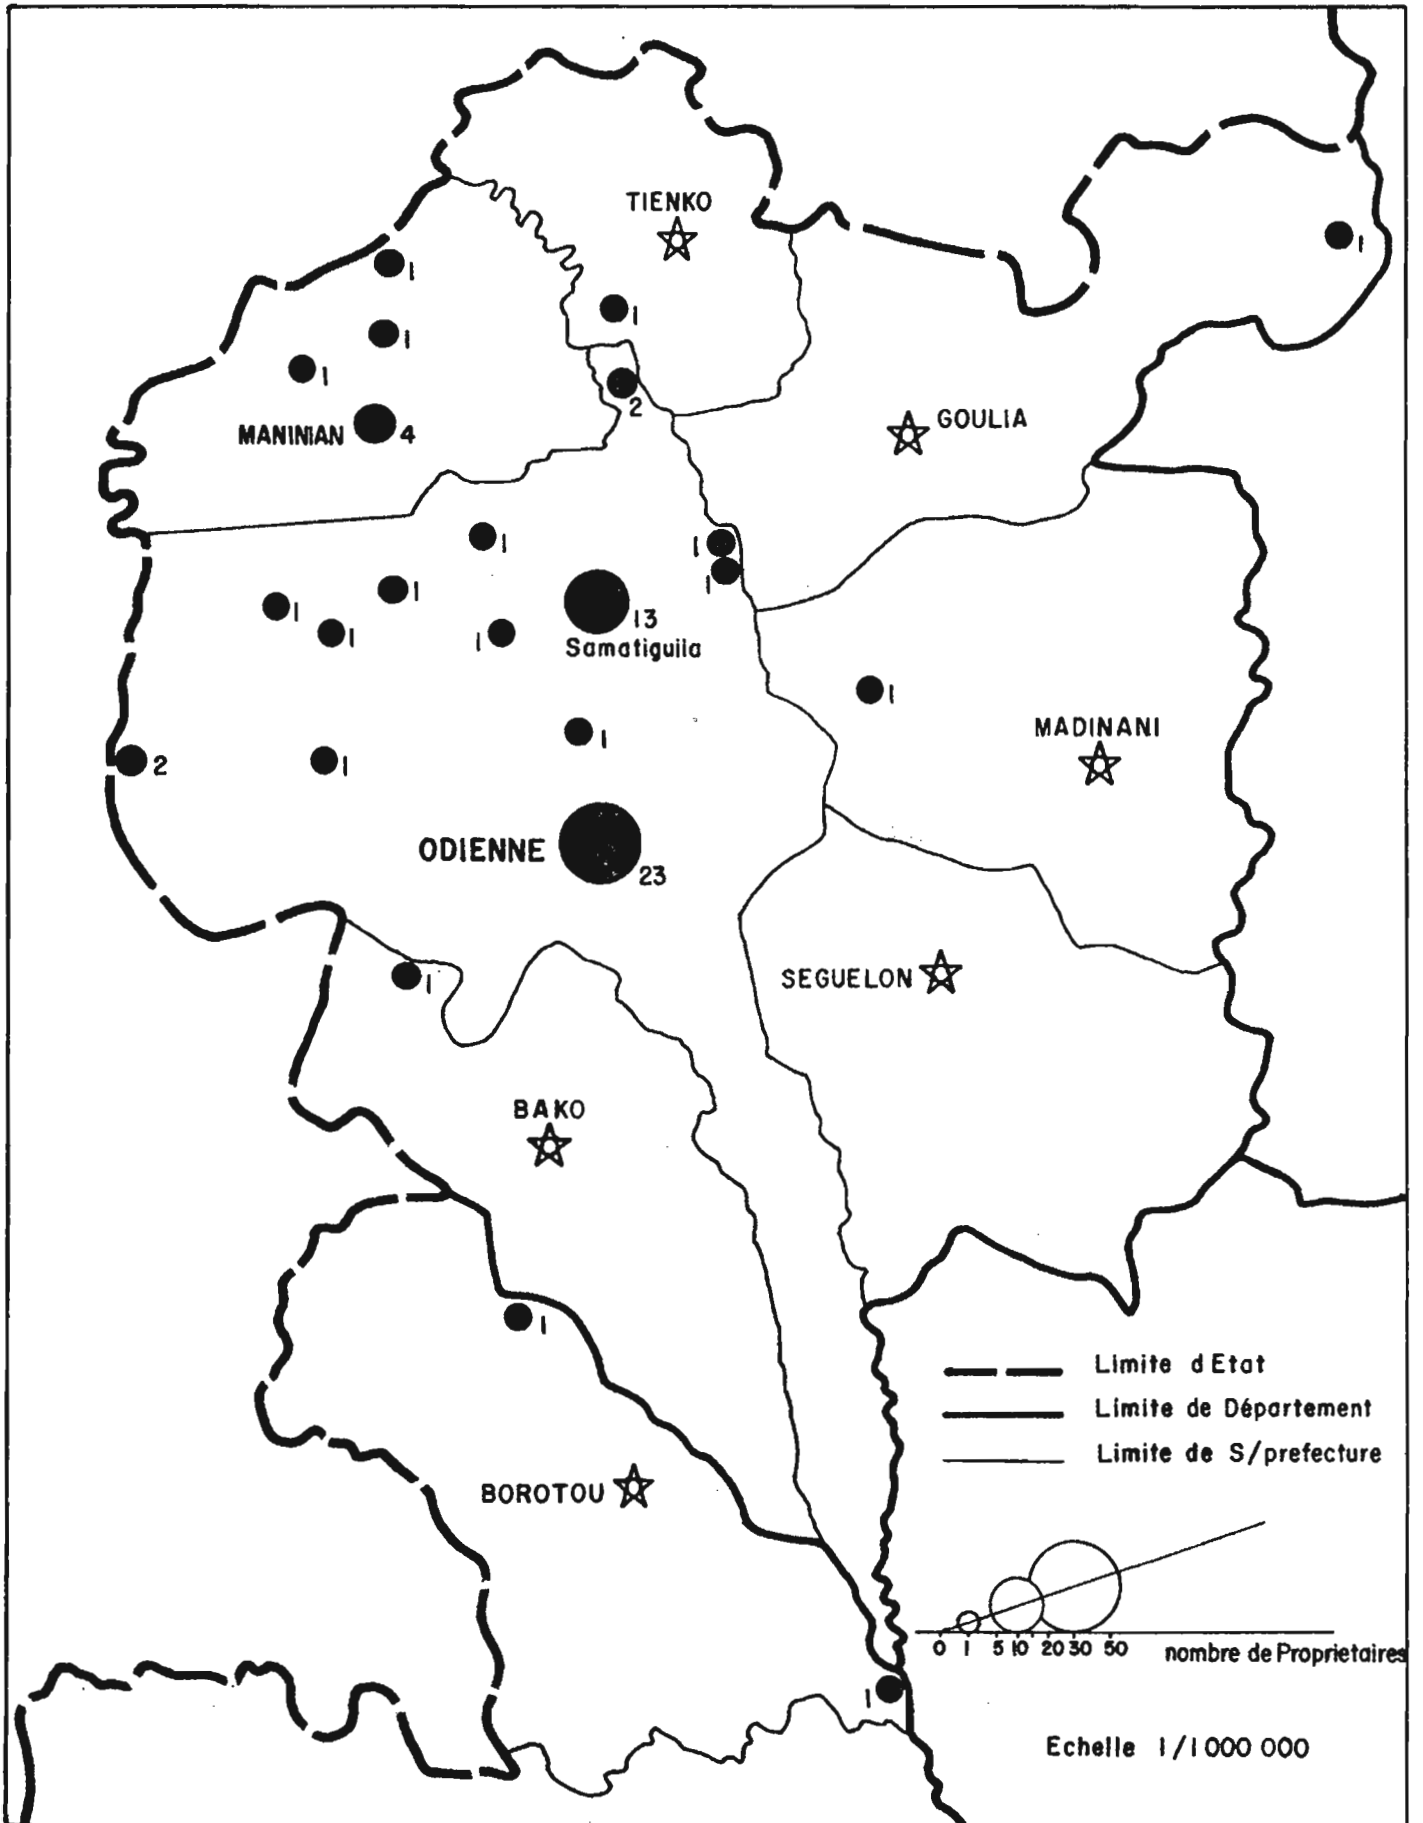 TIENKO
1
1
1
1
1
2
MANINIAN
4
GOULIA
1
1
1
1
1
1
1
13
Samatiguila
1
1
MADINANI
1
2
1
ODIENNE
23
1
SEGUELON
BAKO
1
Limite d Etat
Limite de Département
Limite de S/prefecture
BOROTOU
0 1 5 10 20 30 50
nombre de Proprietaires
1
Echelle 1/1000 000